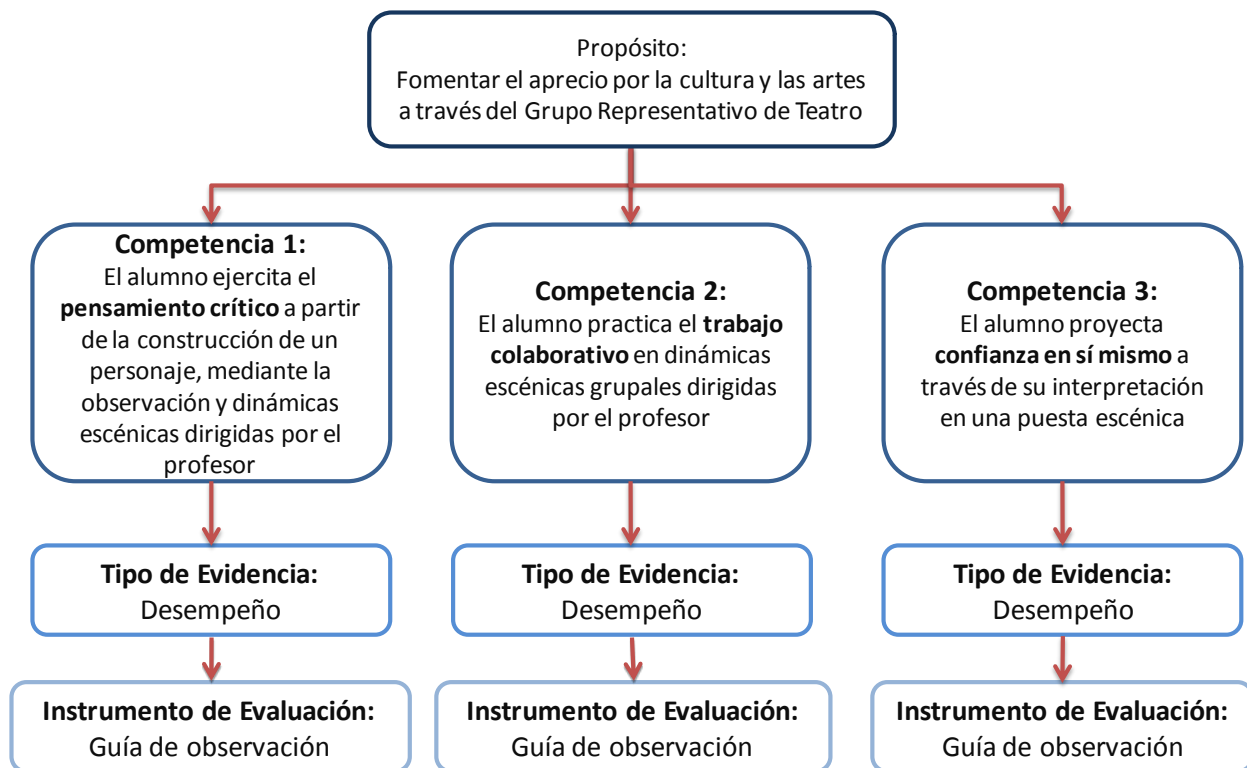 Propósito:
Fomentar el aprecio por la cultura y las artes
a través del Grupo Representativo de Teatro
Competencia 1:
El alumno ejercita el
pensamiento crítico a partir
de la construcción de un
personaje, mediante la
observación y dinámicas
escénicas dirigidas por el
profesor
Competencia 2:
El alumno practica el trabajo
colaborativo en dinámicas
escénicas grupales dirigidas
por el profesor
Competencia 3:
El alumno proyecta
confianza en sí mismo a
través de su interpretación
en una puesta escénica
Tipo de Evidencia:
Desempeño
Tipo de Evidencia:
Desempeño
Tipo de Evidencia:
Desempeño
Instrumento de Evaluación:
Guía de observación
Instrumento de Evaluación:
Guía de observación
Instrumento de Evaluación:
Guía de observación